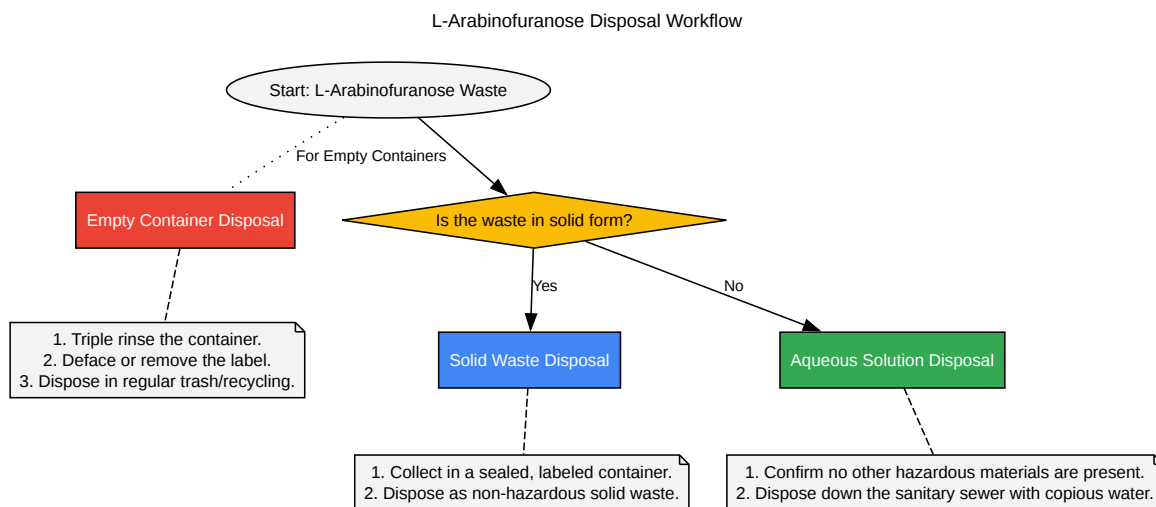 L-Arabinofuranose Disposal Workflow
Start: L-Arabinofuranose Waste
For Empty Containers
Empty Container Disposal
Is the waste in solid form?
Yes
No
1. Triple rinse the container.
2. Deface or remove the label.
3. Dispose in regular trash/recycling.
Solid Waste Disposal
Aqueous Solution Disposal
1. Collect in a sealed, labeled container.
2. Dispose as non-hazardous solid waste.
1. Confirm no other hazardous materials are present.
2. Dispose down the sanitary sewer with copious water.